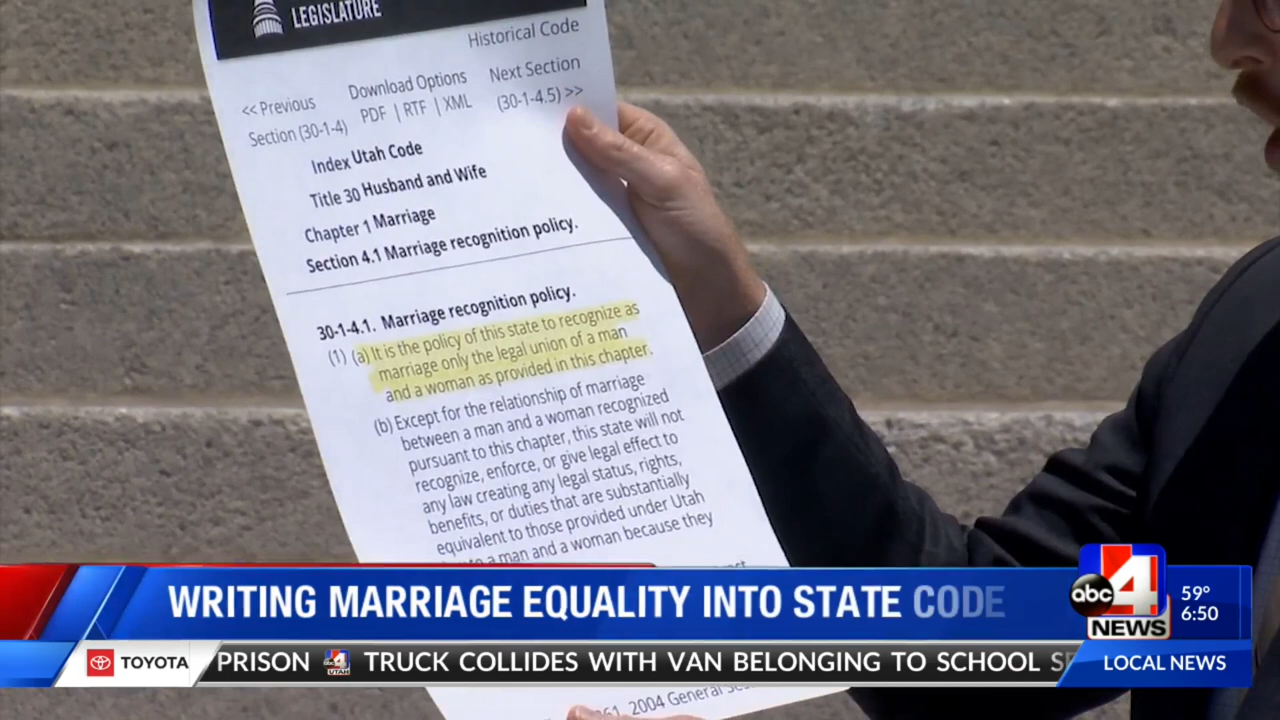 LEGISLATURE
Historical Code
<< Previous
Section (30-1-4)
Download Options
PDF | RTF | XML
Next Section
(30-1-4.5) >>
Index Utah Code
Title 30 Husband and Wife
Chapter 1 Marriage
Section 4.1 Marriage recognition policy.
30-1-4.1. Marriage recognition policy.
(1) (a) It is the policy of this state to recognize as
marriage only the legal union of a man
and a woman as provided in this chapter.
(b) Except for the relationship of marriage
between a man and a woman recognized
pursuant to this chapter, this state will not
recognize, enforce, or give legal effect to
any law creating any legal status, rights,
benefits, or duties that are substantially
equivalent to those provided under Utah
a man and a woman because they
2004 General
WRITING MARRIAGE EQUALITY INTO STATE CODE
abc 4
NEWS
59°
6:50
TOYOTA
PRISON abc 4 UTAH TRUCK COLLIDES WITH VAN BELONGING TO SCHOOL
LOCAL NEWS